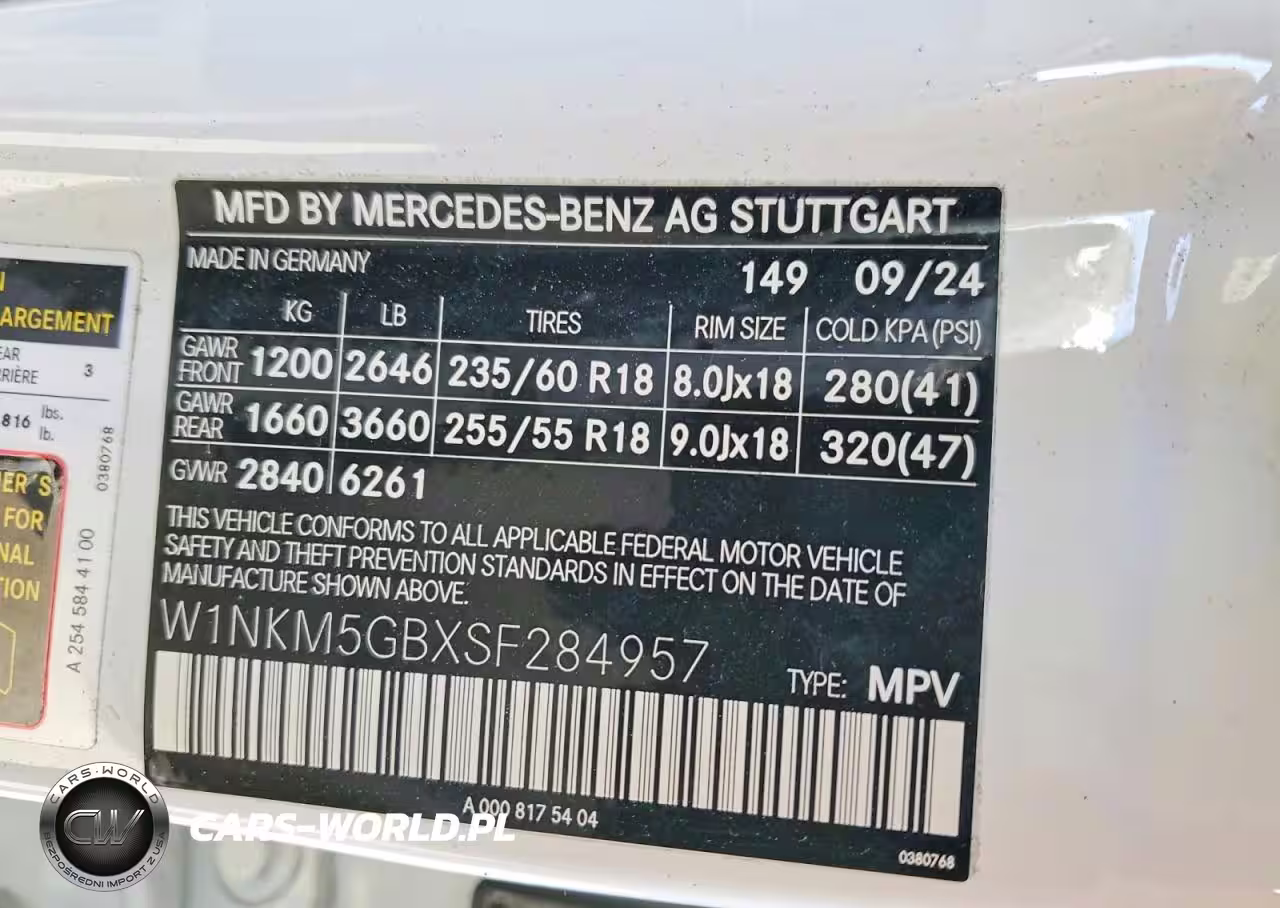 MFD BY MERCEDES-BENZ AG STUTTGART
MADE IN GERMANY 149 09/24
KG LB TIRES RIM SIZE COLD KPA (PSI)
GAWR FRONT 1200 2646 235/60 R18 8.0Jx18 280(41)
GAWR REAR 1660 3660 255/55 R18 9.0Jx18 320(47)
GVWR 2840 6261
THIS VEHICLE CONFORMS TO ALL APPLICABLE FEDERAL MOTOR VEHICLE
SAFETY AND THEFT PREVENTION STANDARDS IN EFFECT ON THE DATE OF
MANUFACTURE SHOWN ABOVE.
W1NKM5GBXSF284957
TYPE: MPV
A 000 817 54 04
0380768
ARGEMENT
EAR
RIÈRE 3
816 lbs.
lb.
0380768
ER'S
FOR
NAL
TION
A 254 584 41 00
CARS-WORLD
CW
BEZPOŚREDNI IMPORT Z USA
CARS-WORLD.PL